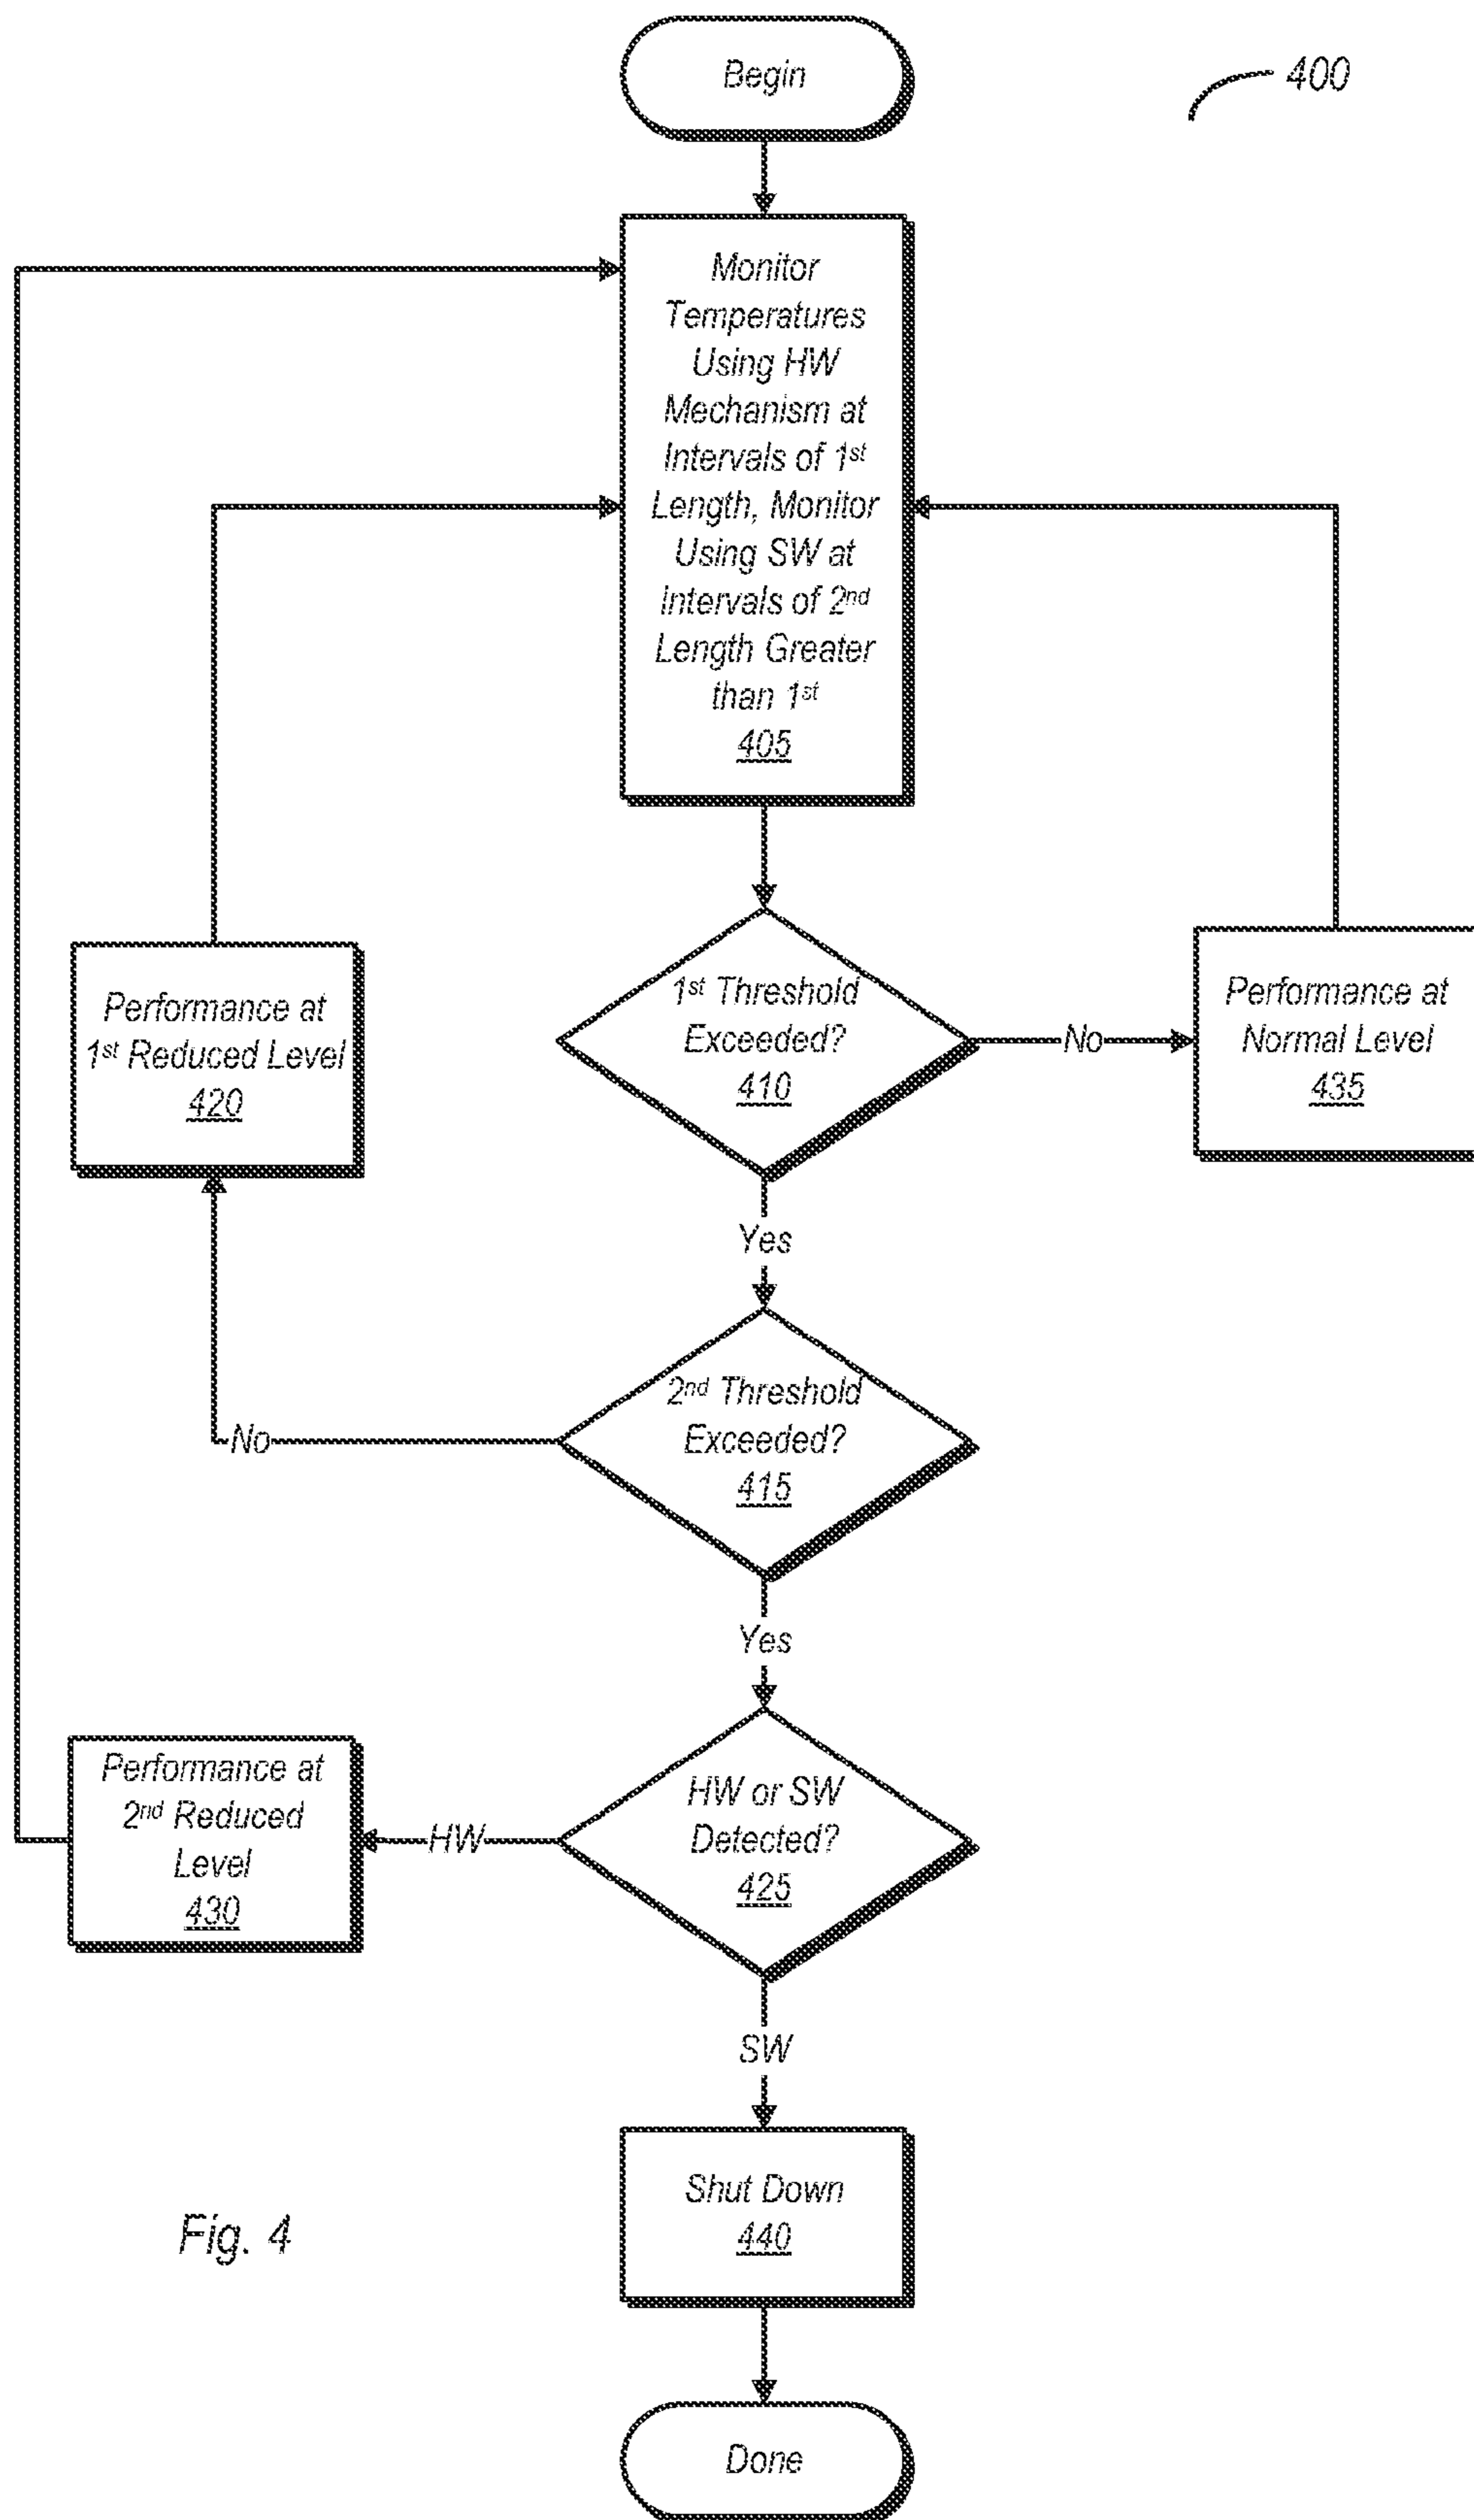 Begin
400
Monitor
Temperatures
Using HW
Mechanism at
Intervals of 1st
Length, Monitor
Using SW at
Intervals of 2nd
Length Greater
than 1st
405
Performance at
1st Reduced Level
420
1st Threshold
Exceeded?
410
No
Performance at
Normal Level
435
Yes
2nd Threshold
Exceeded?
415
No
Yes
Performance at
2nd Reduced
Level
430
HW
HW or SW
Detected?
425
SW
Shut Down
440
Fig. 4
Done